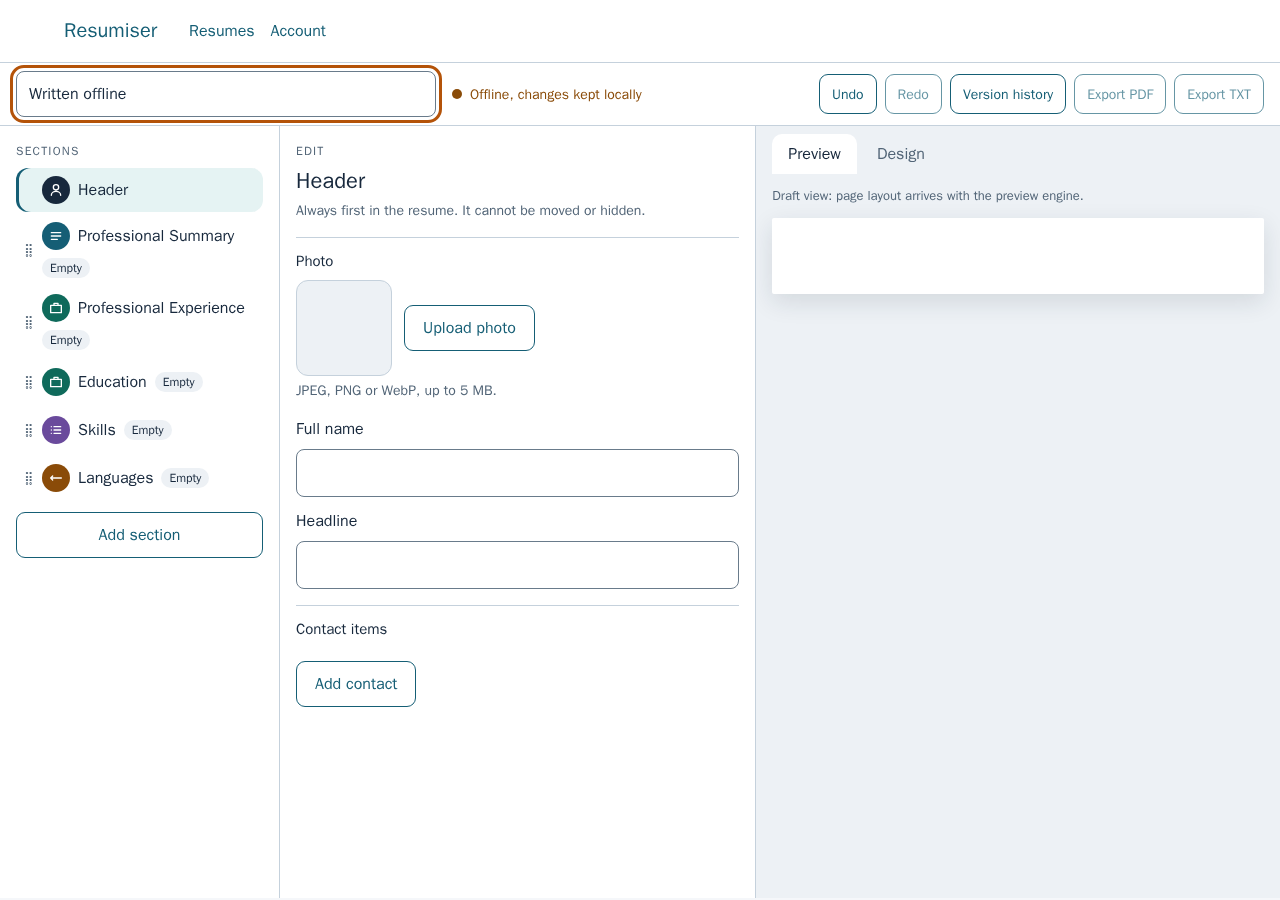 Resumiser
Resumes
Account
Written offline
Offline, changes kept locally
Undo
Redo
Version history
Export PDF
Export TXT
SECTIONS
Header
Professional Summary
Empty
Professional Experience
Empty
Education
Empty
Skills
Empty
Languages
Empty
Add section
EDIT
Header
Always first in the resume. It cannot be moved or hidden.
Photo
Upload photo
JPEG, PNG or WebP, up to 5 MB.
Full name
Headline
Contact items
Add contact
Preview
Design
Draft view: page layout arrives with the preview engine.